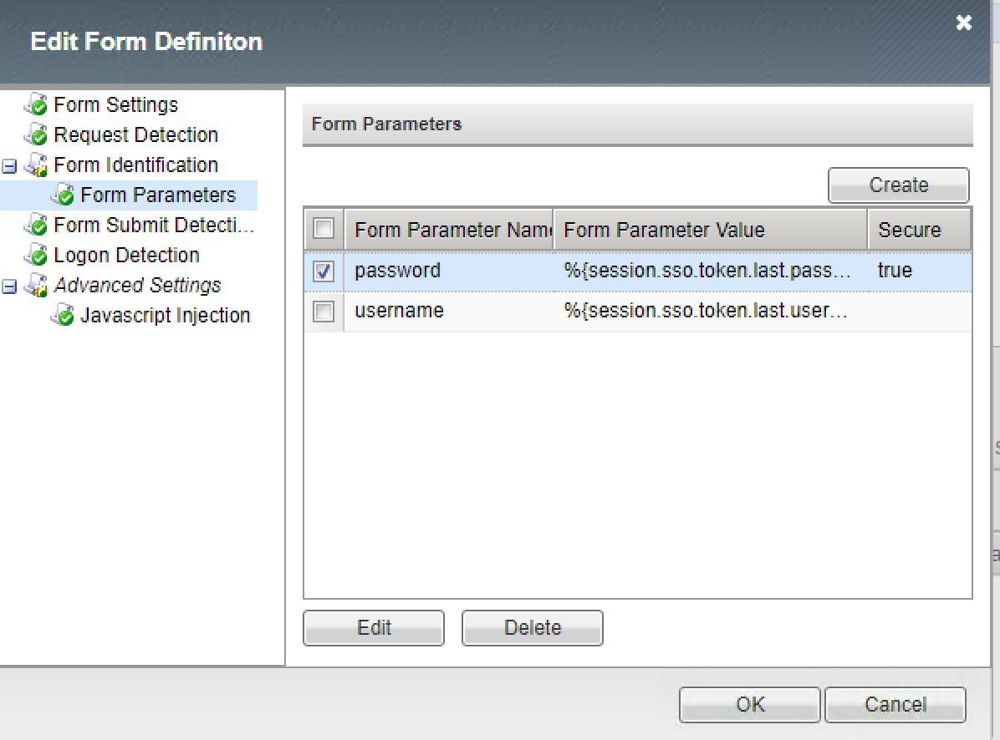 Edit Form Definiton
Form Settings
Request Detection
Form Identification
Form Parameters
Form Submit Detecti...
Logon Detection
Advanced Settings
Javascript Injection
Form Parameters
Create
Form Parameter Name Form Parameter Value Secure
password %{session.sso.token.last.pass... true
username %{session.sso.token.last.user...
Edit Delete
OK Cancel